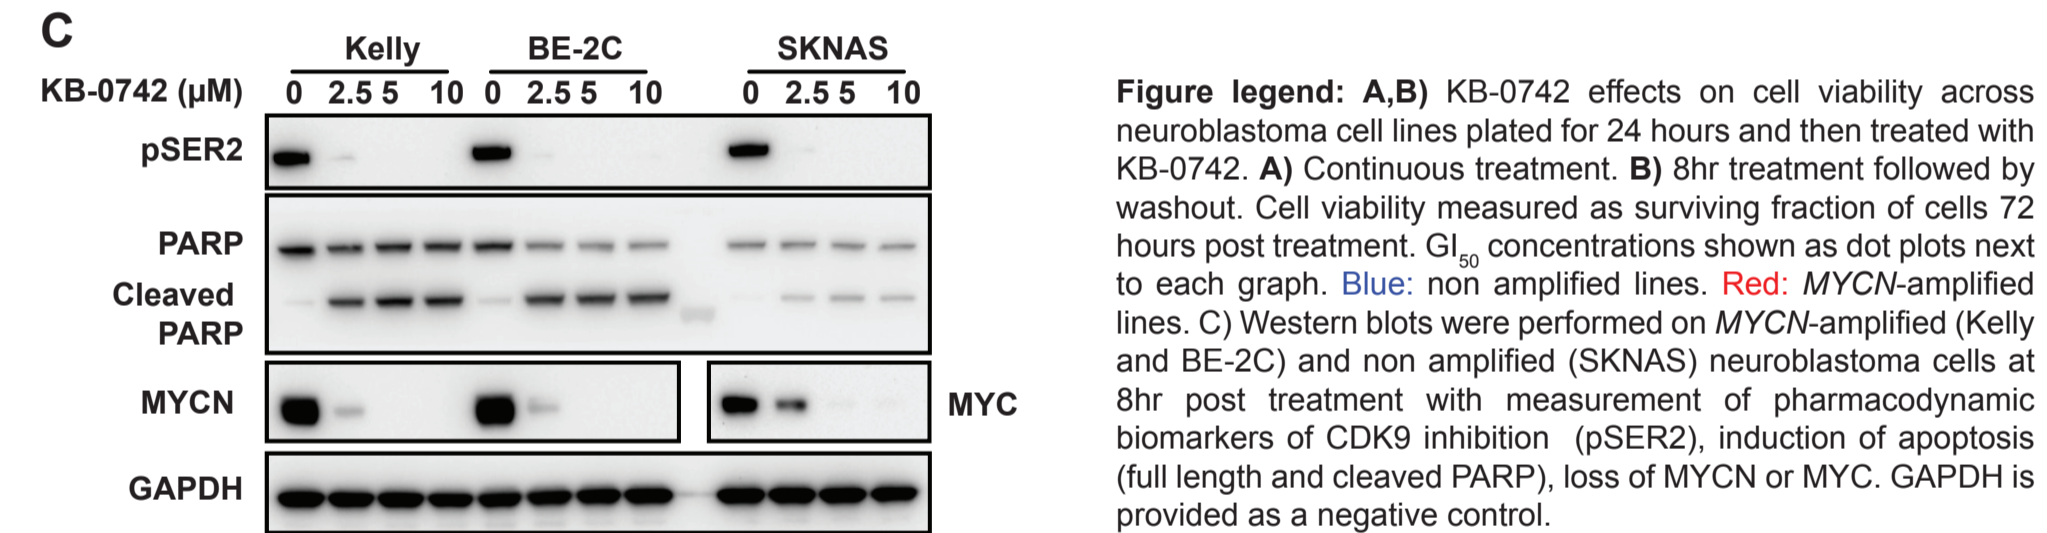 C
Kelly BE-2C SKNAS
KB-0742 (µM) 0 2.5 5 10 0 2.5 5 10 0 2.5 5 10
pSER2
PARP
Cleaved
PARP
MYCN MYC
GAPDH
Figure legend: A,B) KB-0742 effects on cell viability across
neuroblastoma cell lines plated for 24 hours and then treated with
KB-0742. A) Continuous treatment. B) 8hr treatment followed by
washout. Cell viability measured as surviving fraction of cells 72
hours post treatment. GI50 concentrations shown as dot plots next
to each graph. Blue: non amplified lines. Red: MYCN-amplified
lines. C) Western blots were performed on MYCN-amplified (Kelly
and BE-2C) and non amplified (SKNAS) neuroblastoma cells at
8hr post treatment with measurement of pharmacodynamic
biomarkers of CDK9 inhibition (pSER2), induction of apoptosis
(full length and cleaved PARP), loss of MYCN or MYC. GAPDH is
provided as a negative control.